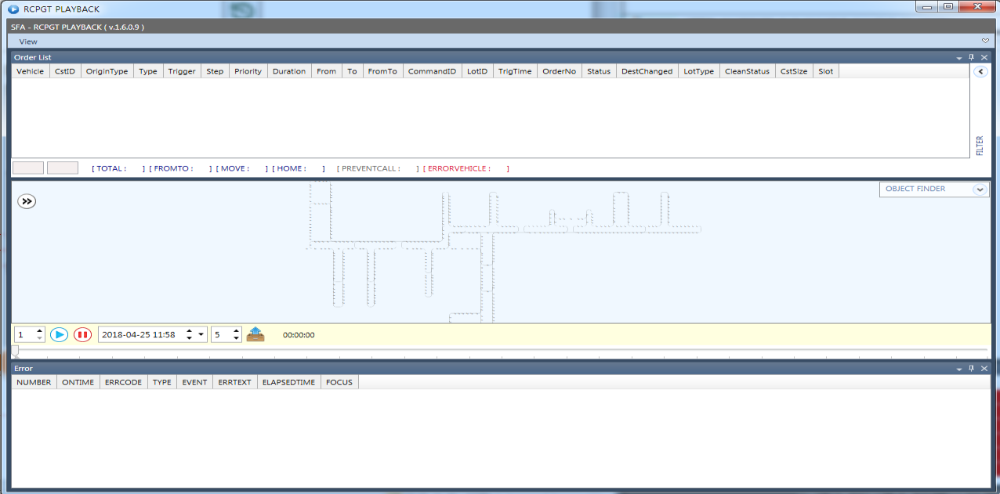 RCPGT PLAYBACK
SFA - RCPGT PLAYBACK ( v.1.6.0.9 )
View
Order List
Vehicle CstID OriginType Type Trigger Step Priority Duration From To FromTo CommandID LotID TrigTime OrderNo Status DestChanged LotType CleanStatus CstSize Slot
FILTER
[ TOTAL : ] [ FROMTO : ] [ MOVE : ] [ HOME : ] [ PREVENTCALL : ] [ ERRORVEHICLE : ]
OBJECT FINDER
1 2018-04-25 11:58 5 00:00:00
Error
NUMBER ONTIME ERRCODE TYPE EVENT ERRTEXT ELAPSEDTIME FOCUS